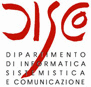 DISCO
DIPARTIMENTO
DI INFORMATICA
SISTEMISTICA
E COMUNICAZIONE